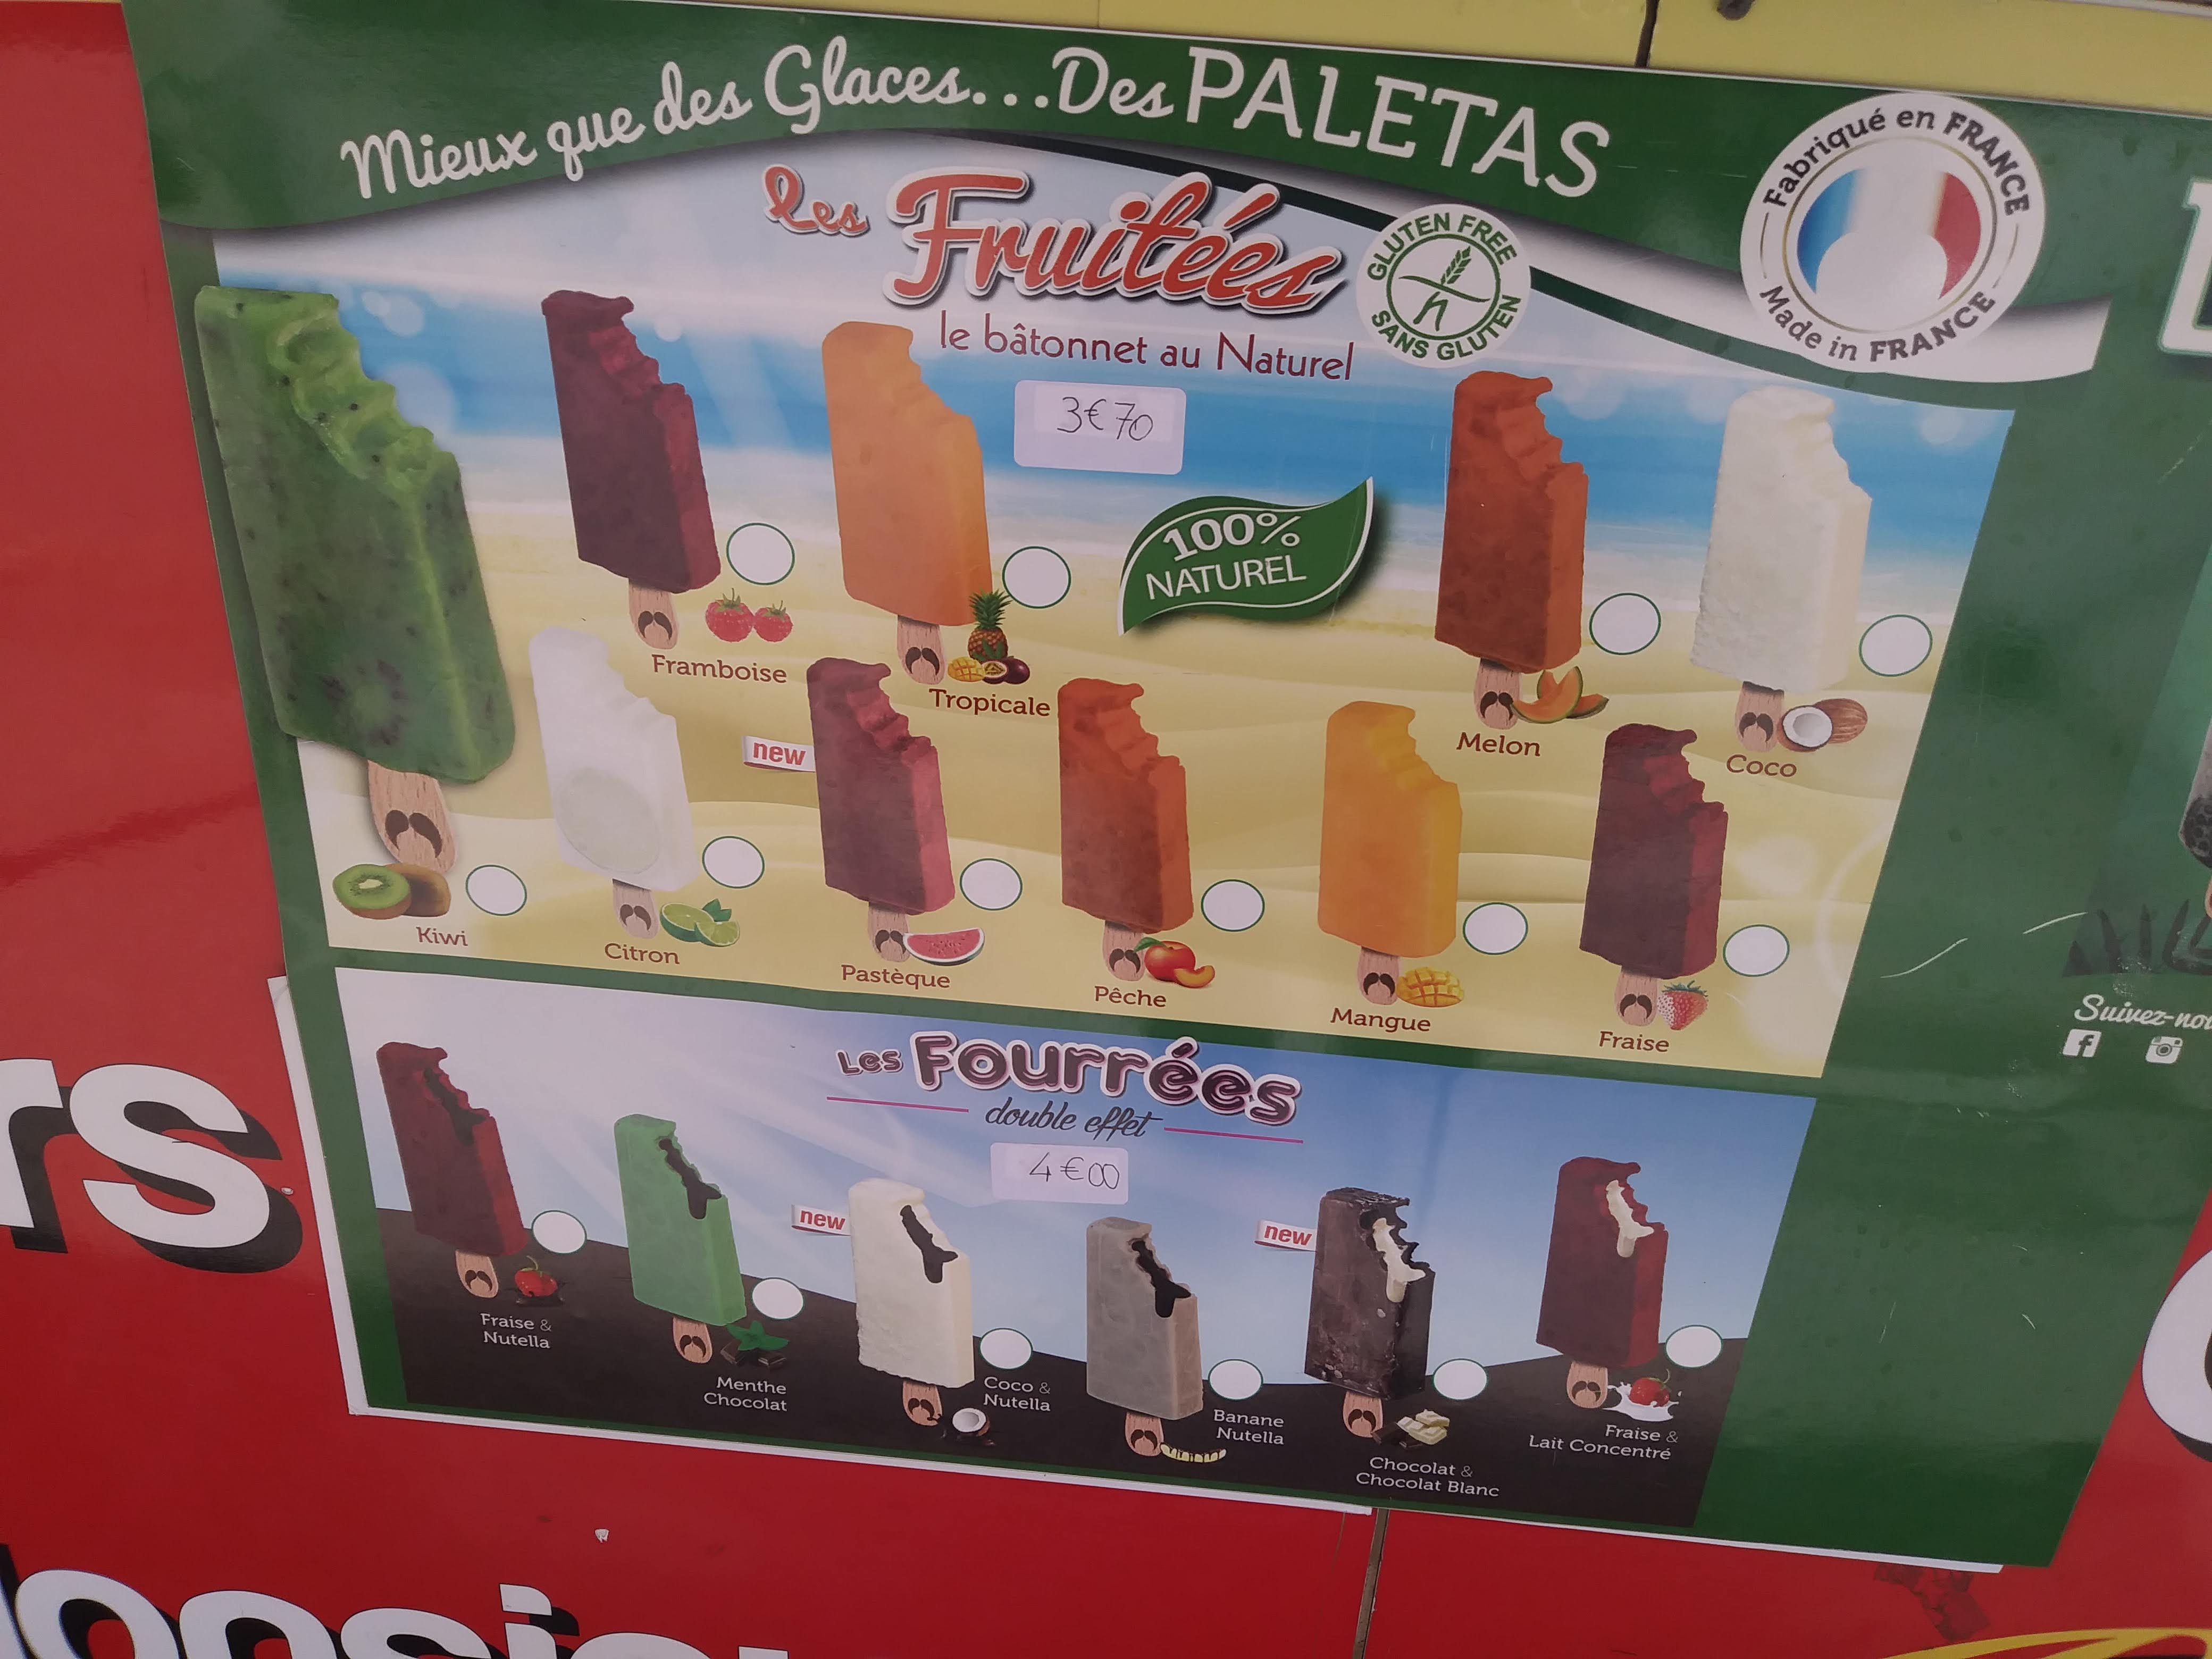 Mieux que des Glaces...Des PALETAS
Fabriqué en FRANCE
Made in FRANCE
les Fruitées
le bâtonnet au Naturel
GLUTEN FREE
SANS GLUTEN
3€70
100%
NATUREL
Framboise
Tropicale
Melon
Coco
new
Kiwi
Citron
Pastèque
Pêche
Mangue
Fraise
Suivez-nou
Les Fourrées
double effet
4€00
new
new
Fraise &
Nutella
Menthe
Chocolat
Coco &
Nutella
Banane
Nutella
Chocolat &
Chocolat Blanc
Fraise &
Lait Concentré
rs